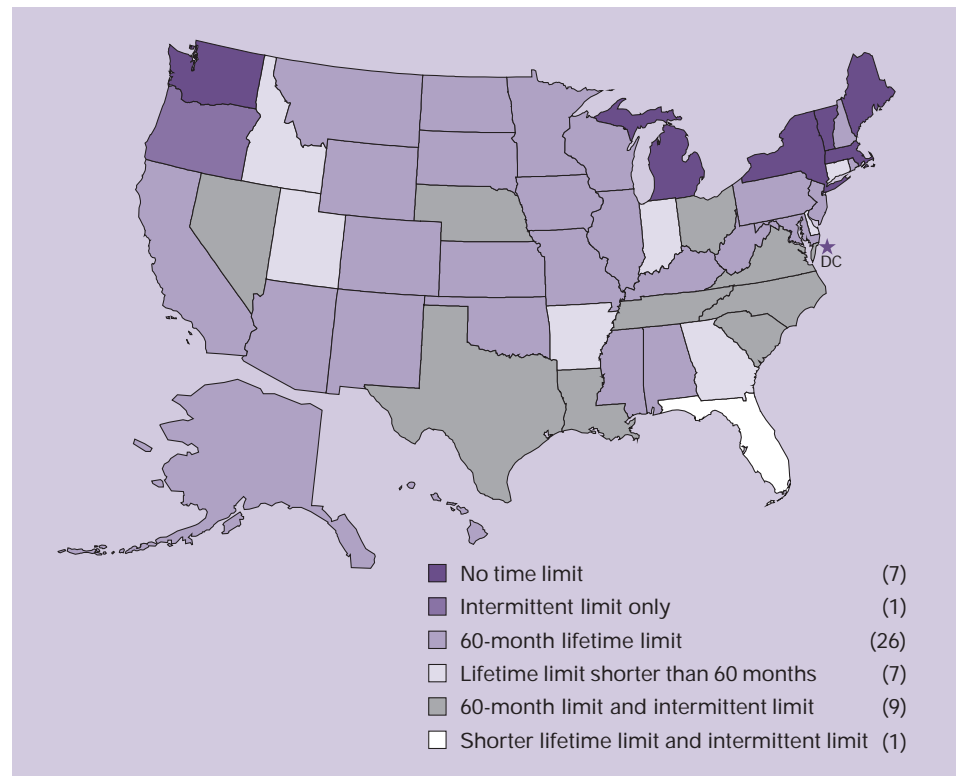 DC
No time limit (7)
Intermittent limit only (1)
60-month lifetime limit (26)
Lifetime limit shorter than 60 months (7)
60-month limit and intermittent limit (9)
Shorter lifetime limit and intermittent limit (1)